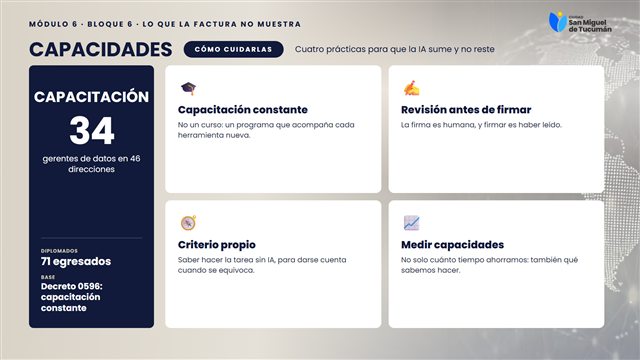 MÓDULO 6 · BLOQUE 6 · LO QUE LA FACTURA NO MUESTRA
CIUDAD
San Miguel
de Tucumán
CAPACIDADES
CÓMO CUIDARLAS
Cuatro prácticas para que la IA sume y no reste
CAPACITACIÓN
34
gerentes de datos en 46
direcciones
DIPLOMADOS
71 egresados
BASE
Decreto 0596:
capacitación
constante
Capacitación constante
No un curso: un programa que acompaña cada
herramienta nueva.
Revisión antes de firmar
La firma es humana, y firmar es haber leído.
Criterio propio
Saber hacer la tarea sin IA, para darse cuenta
cuando se equivoca.
Medir capacidades
No solo cuánto tiempo ahorramos: también qué
sabemos hacer.